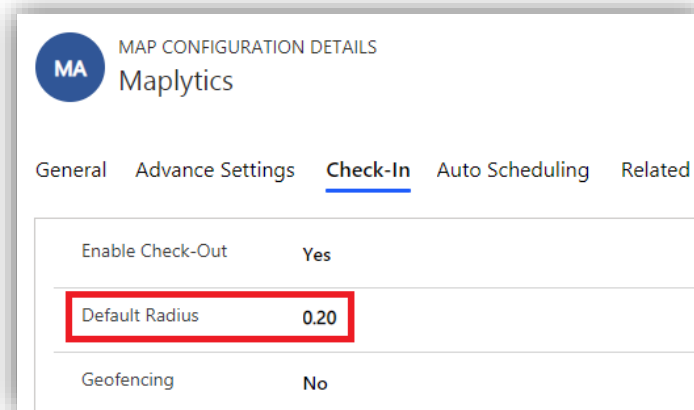 MA
MAP CONFIGURATION DETAILS
Maplytics
General Advance Settings Check-In Auto Scheduling Related
Enable Check-Out Yes
Default Radius 0.20
Geofencing No